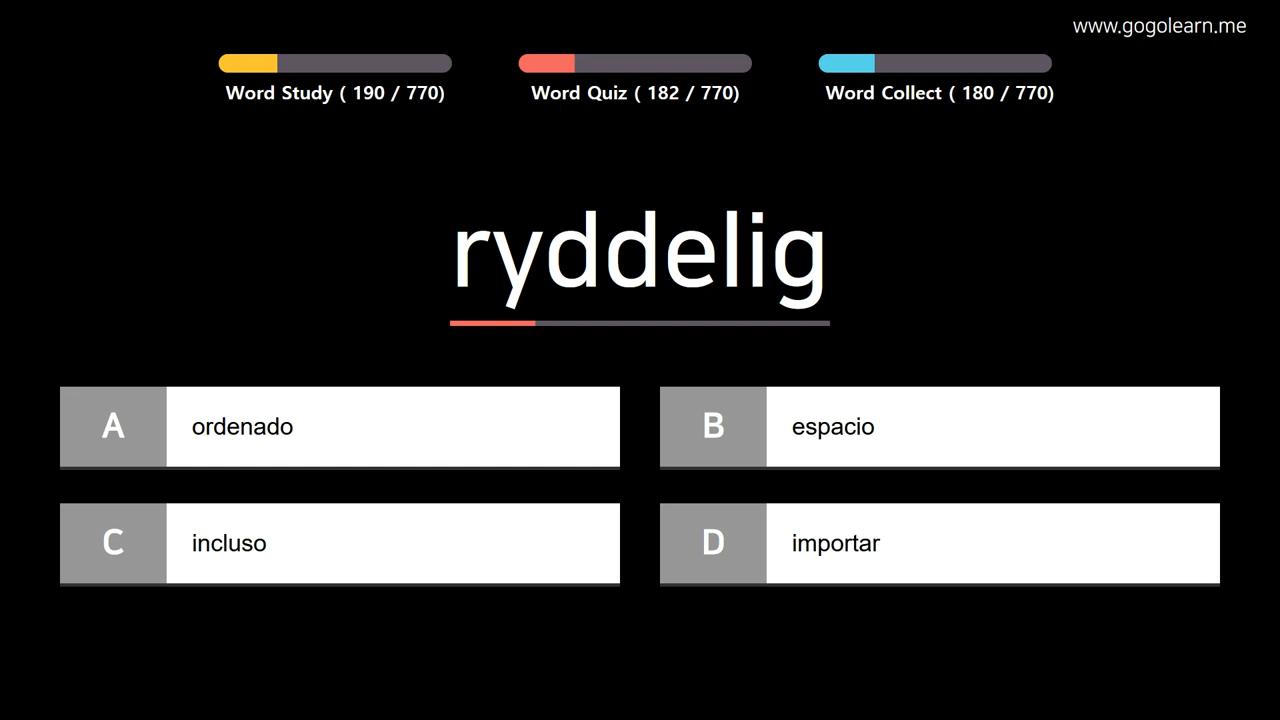 www.gogolearn.me
Word Study ( 190 / 770)
Word Quiz ( 182 / 770)
Word Collect ( 180 / 770)
ryddelig
A ordenado
B espacio
C incluso
D importar